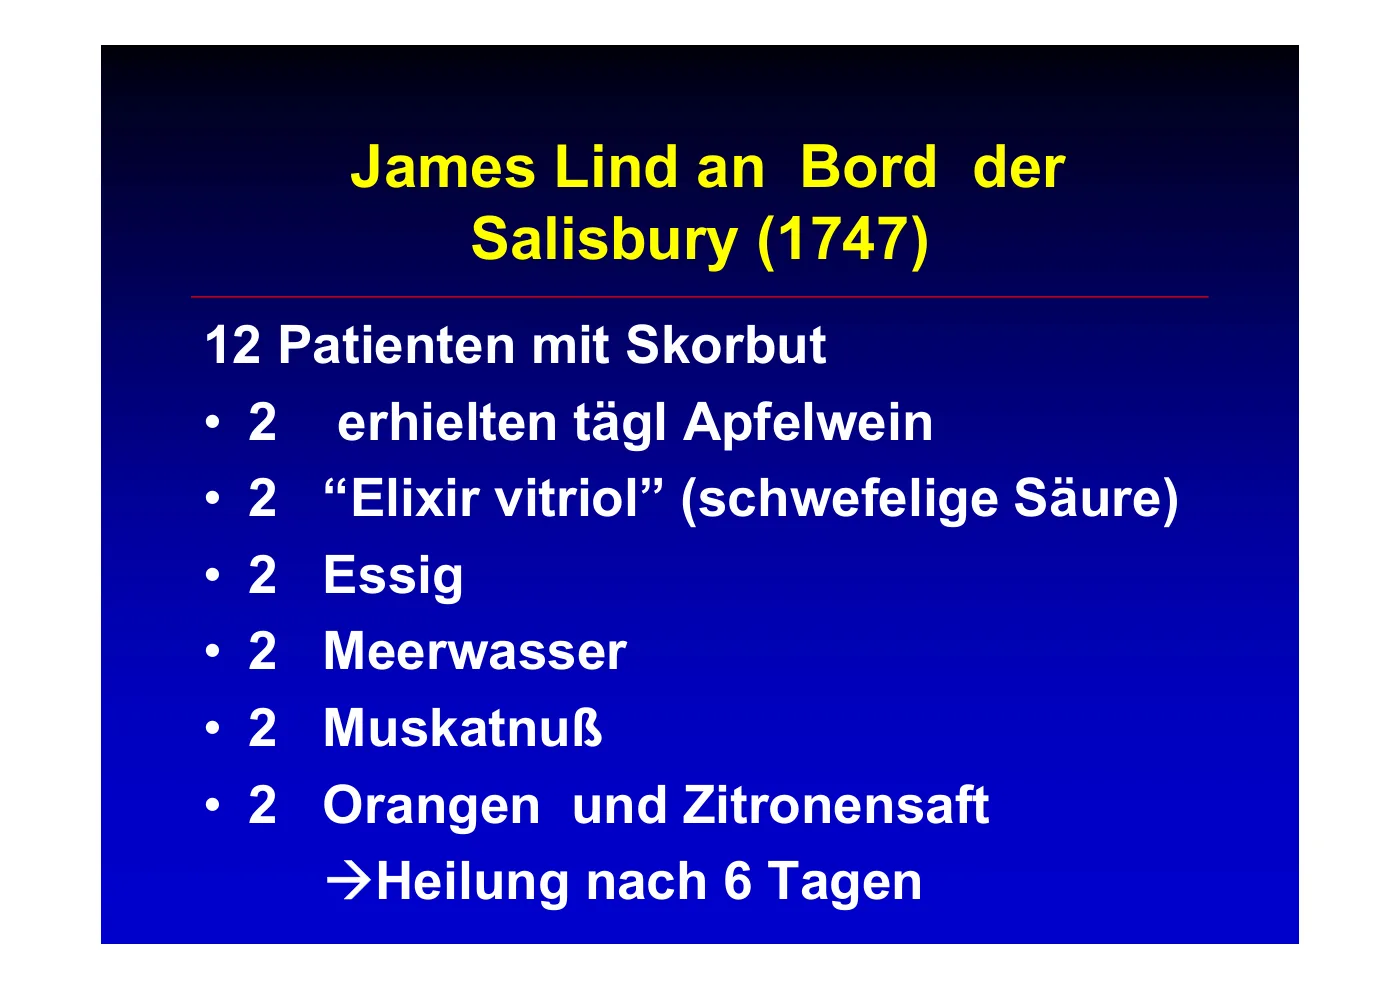 James Lind an Bord der
Salisbury (1747)
12 Patienten mit Skorbut
• 2 erhielten tägl Apfelwein
• 2 “Elixir vitriol” (schwefelige Säure)
• 2 Essig
• 2 Meerwasser
• 2 Muskatnuß
• 2 Orangen und Zitronensaft
→Heilung nach 6 Tagen